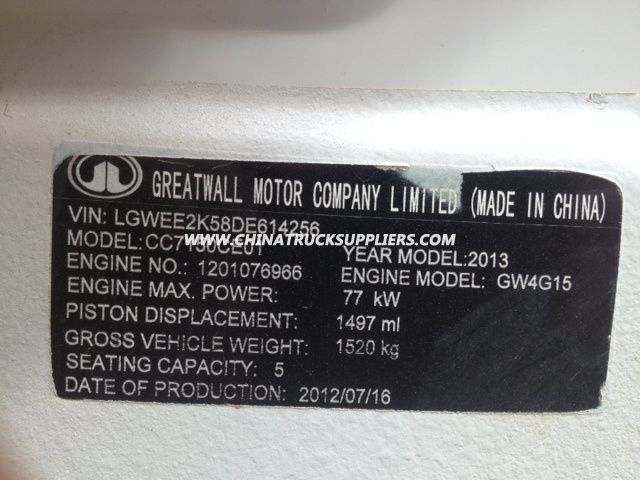 GREATWALL MOTOR COMPANY LIMITED (MADE IN CHINA)
VIN: LGWEE2K58DE614256
WWW.CHINATRUCKSUPPLIERS.COM
MODEL: YEAR MODEL:2013
ENGINE NO.: 1201076966 ENGINE MODEL: GW4G15
ENGINE MAX. POWER: 77 kW
PISTON DISPLACEMENT: 1497 ml
GROSS VEHICLE WEIGHT: 1520 kg
SEATING CAPACITY: 5
DATE OF PRODUCTION: 2012/07/16